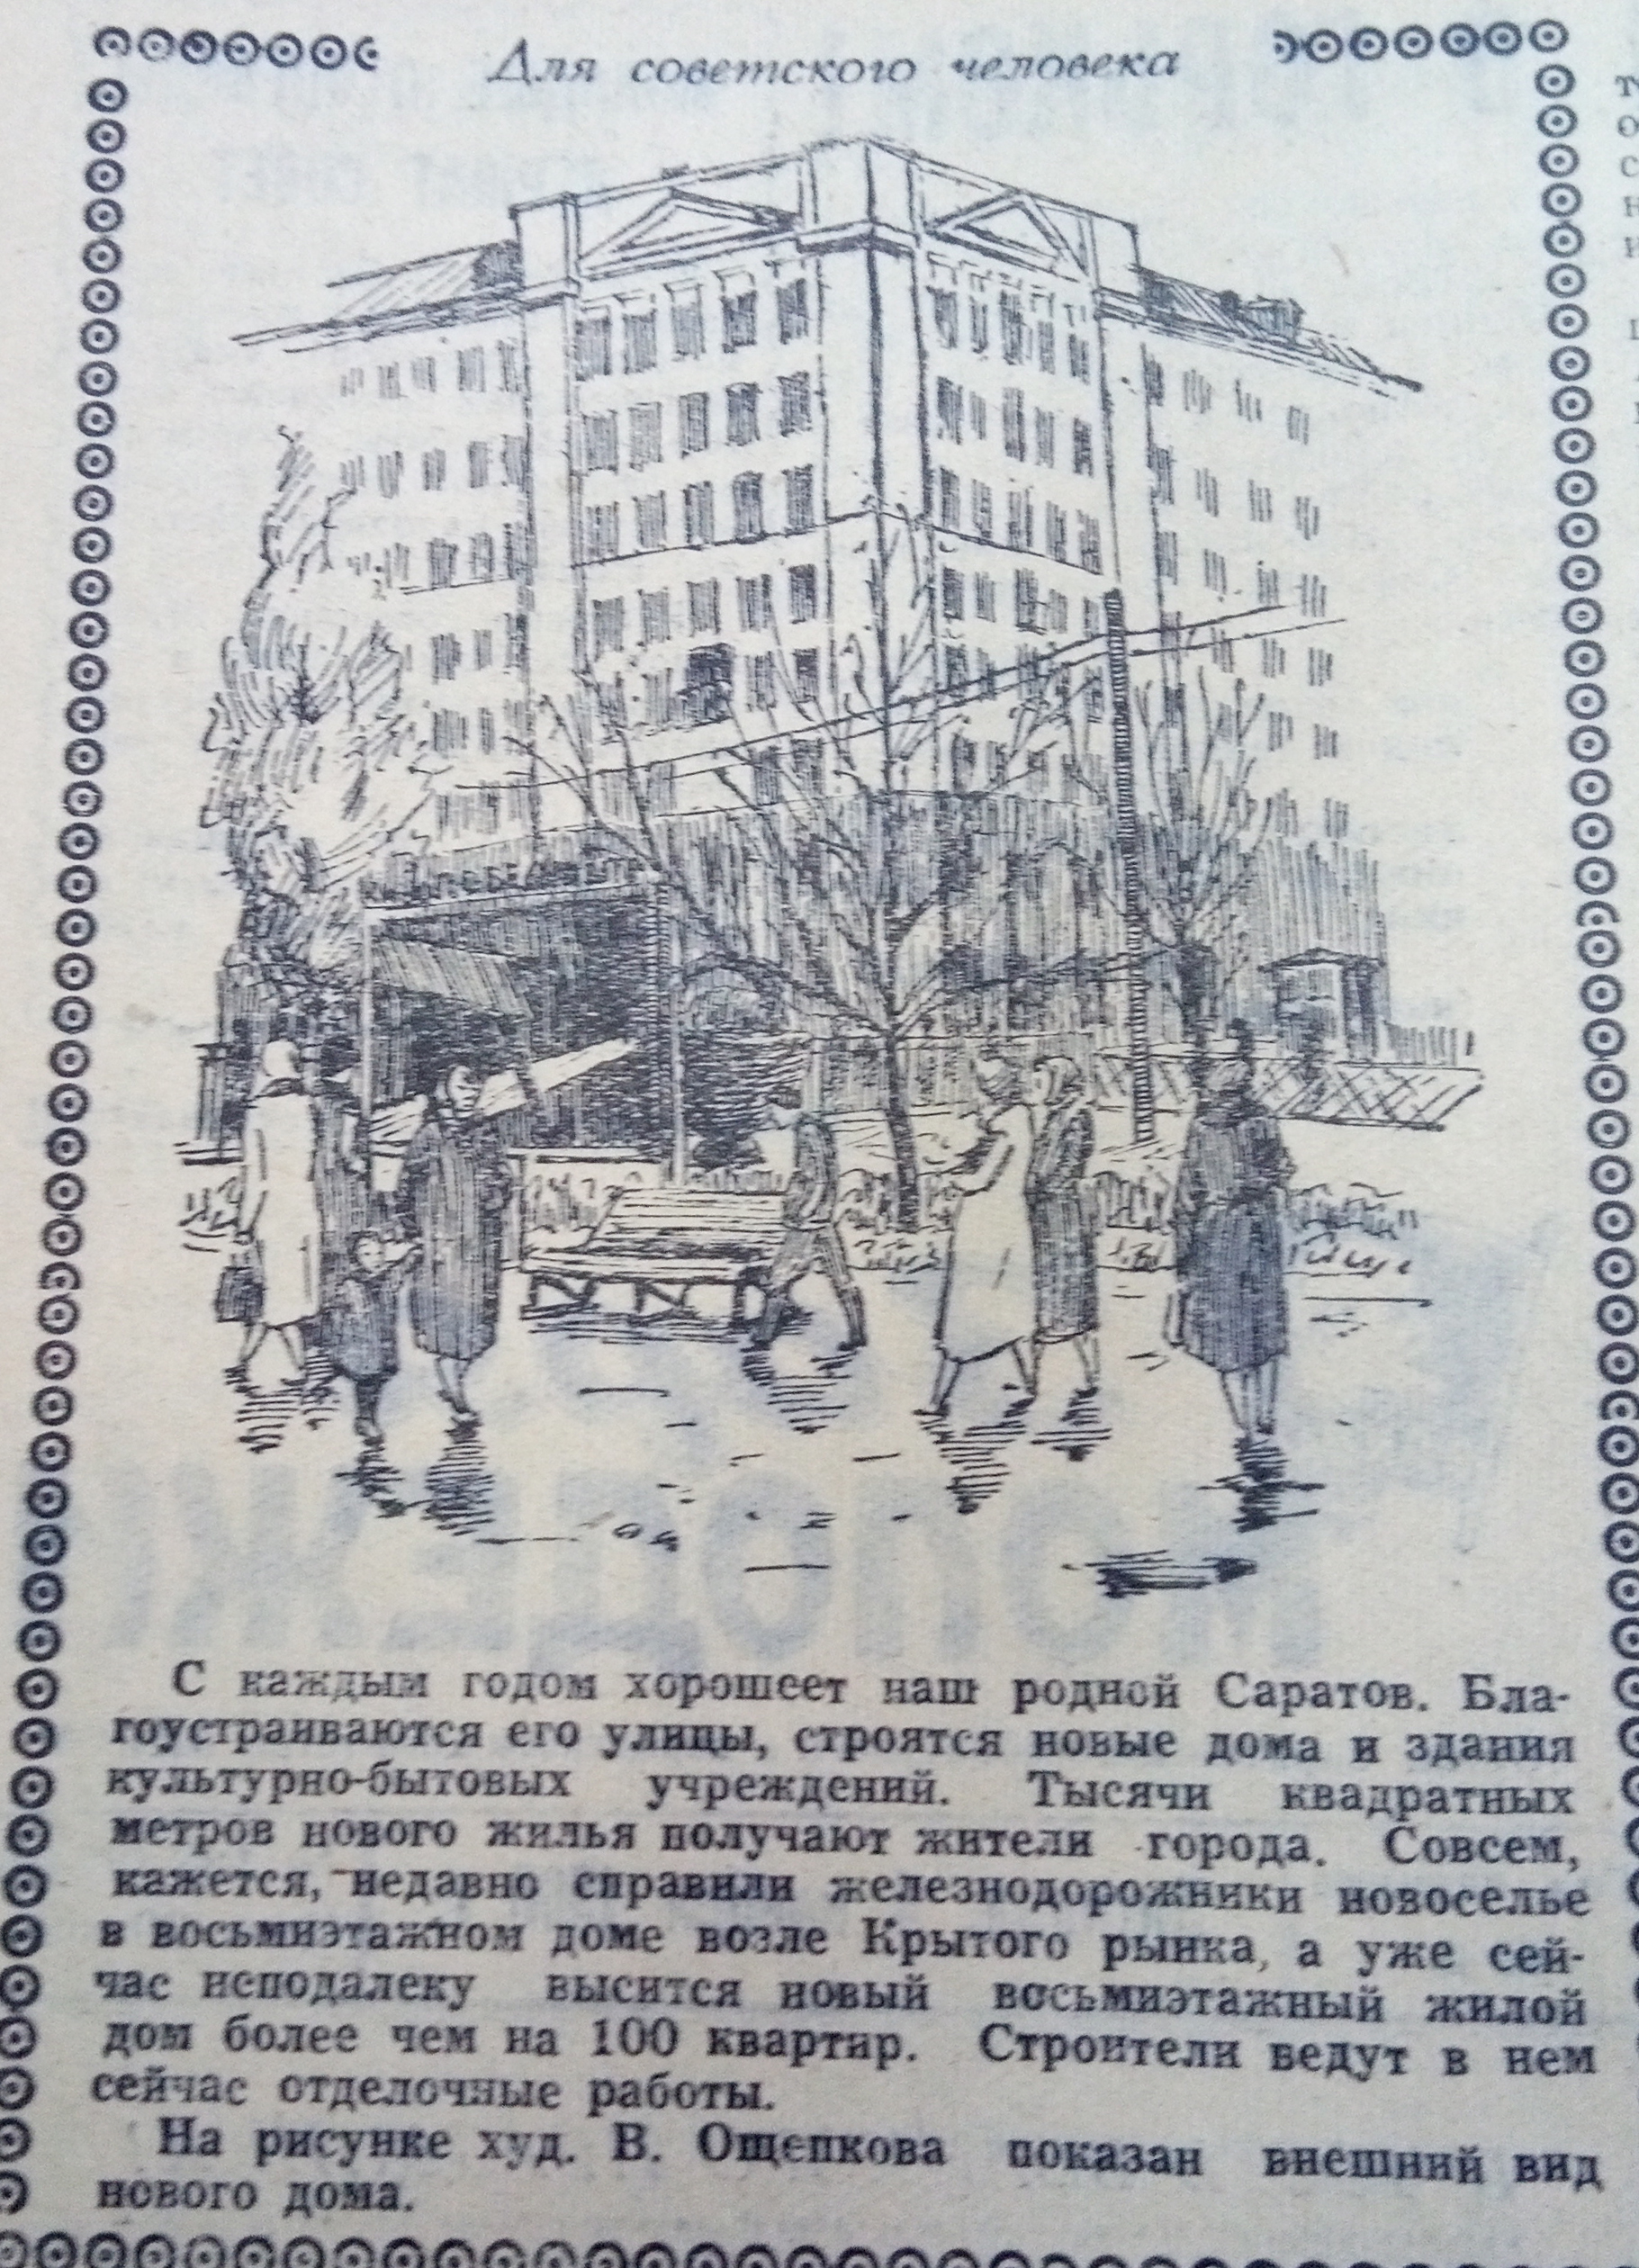 Для советского человека
С каждым годом хорошеет наш родной Саратов. Бла-
гоустраиваются его улицы, строятся новые дома и здания
культурно-бытовых учреждений. Тысячи квадратных
метров нового жилья получают жители города. Совсем,
кажется, недавно справили железнодорожники новоселье
в восьмиэтажном доме возле Крытого рынка, а уже сей-
час неподалеку высится новый восьмиэтажный жилой
дом более чем на 100 квартир. Строители ведут в нем
сейчас отделочные работы.
На рисунке худ. В. Ощепкова показан внешний вид
нового дома.